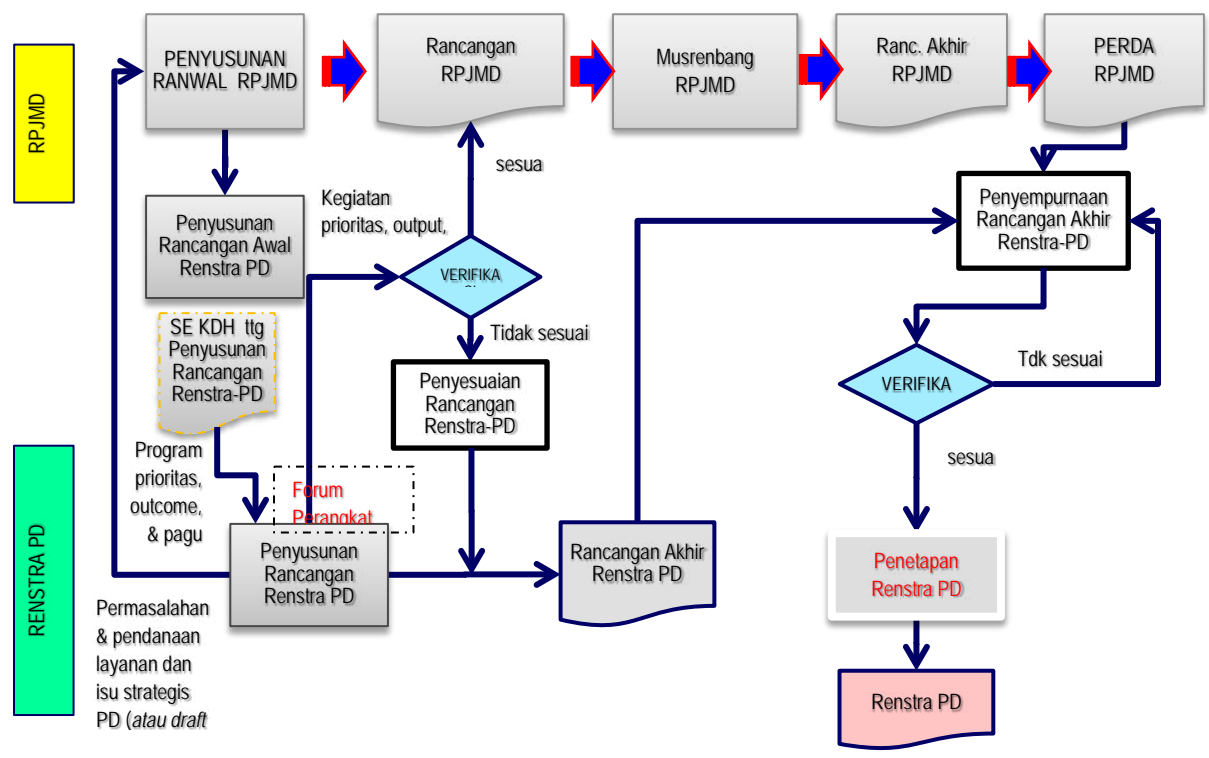 RPJMD
PENYUSUNAN
RANWAL RPJMD
Rancangan
RPJMD
Musrenbang
RPJMD
Ranc. Akhir
RPJMD
PERDA
RPJMD
sesua
Kegiatan
prioritas, output,
Penyusunan
Rancangan Awal
Renstra PD
VERIFIKA
Penyempurnaan
Rancangan Akhir
Renstra-PD
SE KDH ttg
Penyusunan
Rancangan
Renstra-PD
Tidak sesuai
Penyesuaian
Rancangan
Renstra-PD
VERIFIKA
Tdk sesuai
sesua
Program
prioritas,
outcome,
& pagu
Forum
Perangkat
RENSTRA PD
Penyusunan
Rancangan
Renstra PD
Rancangan Akhir
Renstra PD
Penetapan
Renstra PD
Permasalahan
& pendanaan
layanan dan
isu strategis
PD (atau draft
Renstra PD